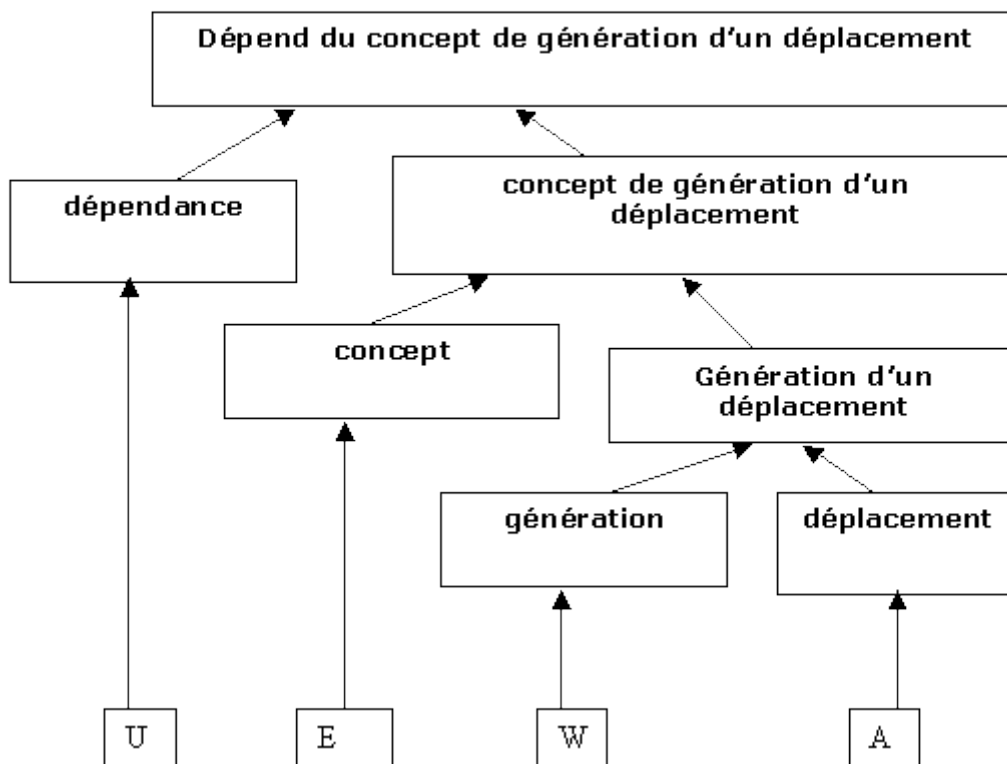 Dépend du concept de génération d’un déplacement
dépendance
concept de génération d’un
déplacement
concept
Génération d’un
déplacement
génération
déplacement
U
E
W
A